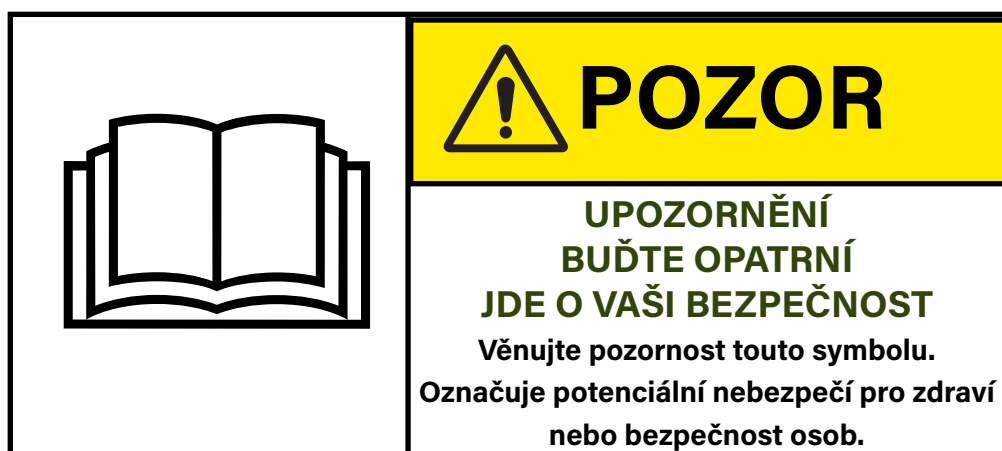 POZOR
UPOZORNĚNÍ
BUĎTE OPATRNÍ
JDE O VAŠI BEZPEČNOST
Věnujte pozornost touto symbolu.
Označuje potenciální nebezpečí pro zdraví
nebo bezpečnost osob.